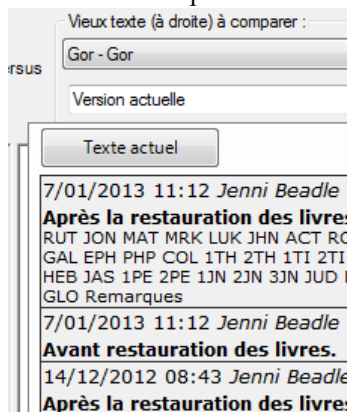 Vieux texte (à droite) à comparer :
ersus
Gor - Gor
Version actuelle
Texte actuel
7/01/2013 11:12 Jenni Beadle
Après la restauration des livres
RUT JON MAT MRK LUK JHN ACT RO
GAL EPH PHP COL 1TH 2TH 1TI 2TI
HEB JAS 1PE 2PE 1JN 2JN 3JN JUD
GLO Remarques
7/01/2013 11:12 Jenni Beadle
Avant restauration des livres.
14/12/2012 08:43 Jenni Beadle
Après la restauration des livres